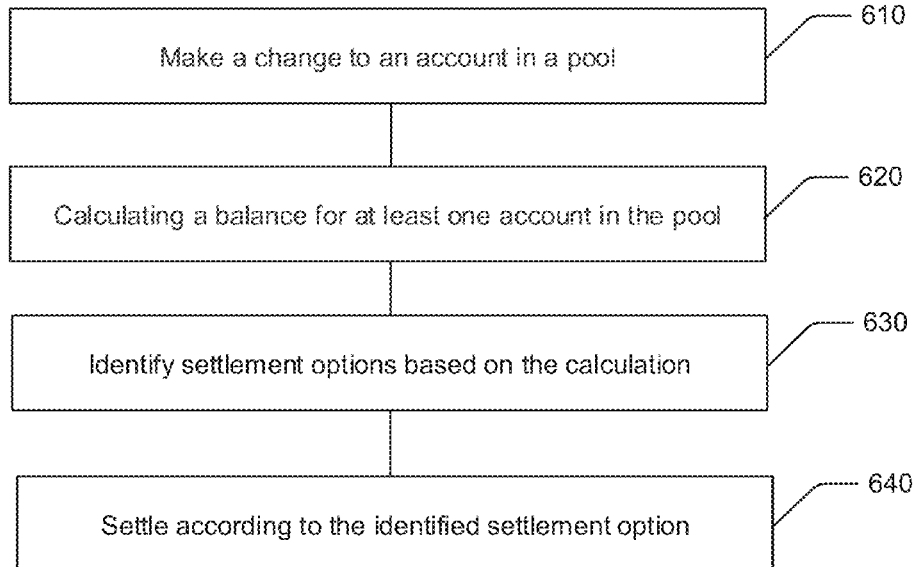 610
Make a change to an account in a pool
620
Calculating a balance for at least one account in the pool
630
Identify settlement options based on the calculation
640
Settle according to the identified settlement option